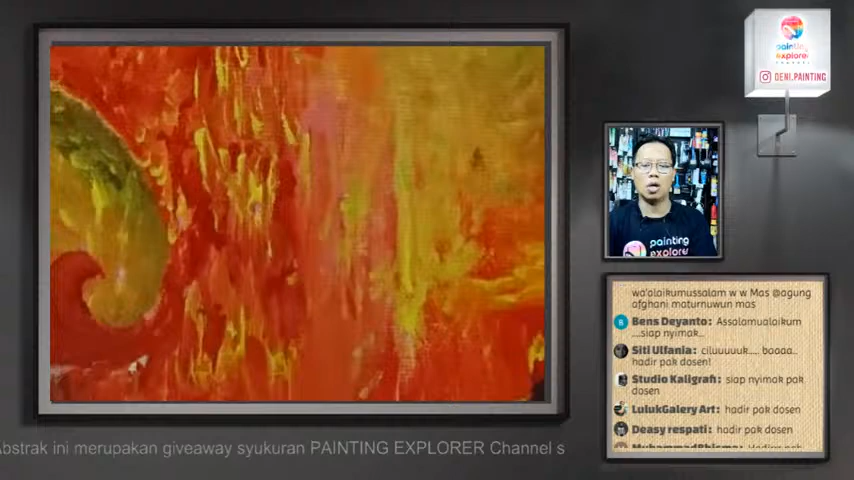 painting
explorer
CHANNEL
DENI.PAINTING
painting
explorer
wa'alaikumussalam w w Mas @agung
afghani maturnuwun mas
B Bens Deyanto: Assalamualaikum
....siap nyimak...
Siti Ulfania: ciluuuuuk..... baaaa...
hadir pak dosen!
Studio Kaligrafi: siap nyimak pak
dosen
LulukGalery Art: hadir pak dosen
Deasy respati: hadir pak dosen
Abstrak ini merupakan giveaway syukuran PAINTING EXPLORER Channel s